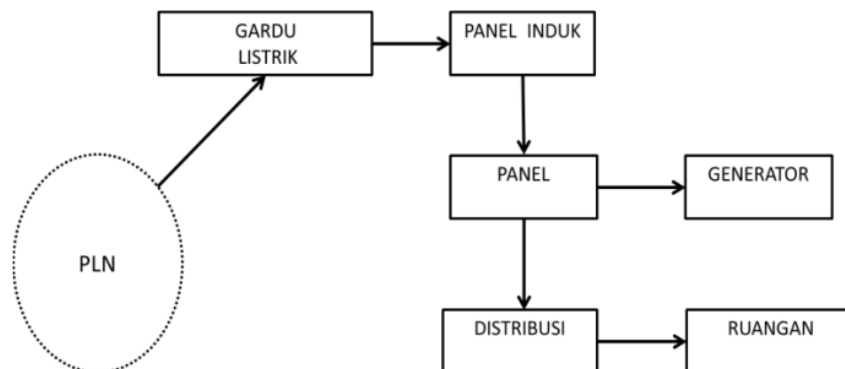 GARDU
LISTRIK
PANEL INDUK
PANEL
GENERATOR
PLN
DISTRIBUSI
RUANGAN